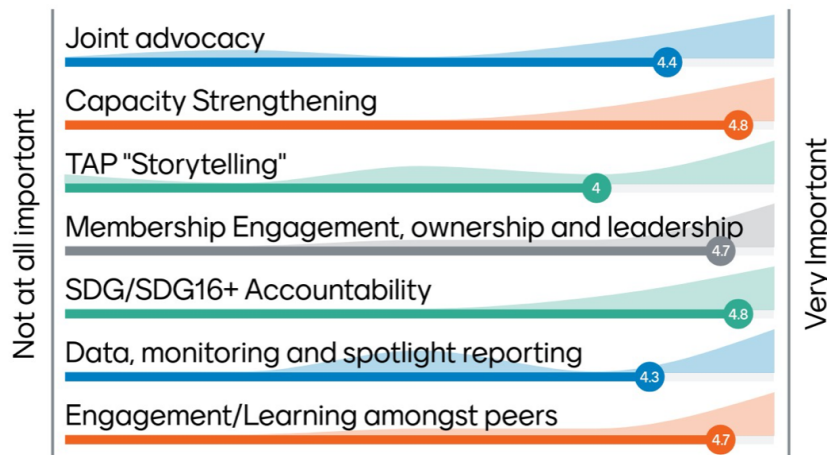 Not at all important
Joint advocacy
4.4
Capacity Strengthening
4.8
TAP "Storytelling"
4
Membership Engagement, ownership and leadership
4.7
SDG/SDG16+ Accountability
4.8
Data, monitoring and spotlight reporting
4.3
Engagement/Learning amongst peers
4.7
Very Important